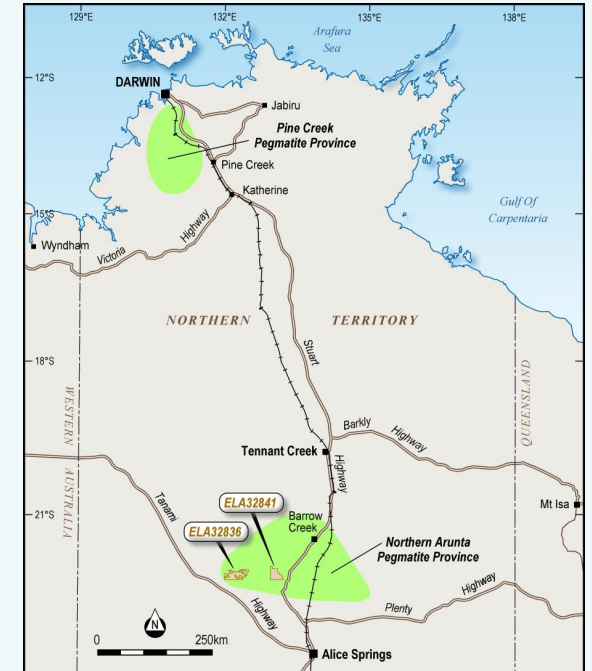 129°E
132°E
135°E
138°E
Arafura
Sea
12°S
DARWIN
Jabiru
Pine Creek
Pegmatite Province
Pine Creek
Katherine
Gulf Of
Carpentaria
15°S
Wyndham
Victoria
Highway
NORTHERN
TERRITORY
Stuart
18°S
WESTERN
AUSTRALIA
QUEENSLAND
Barkly
Highway
Tennant Creek
Highway
Tanami
Highway
Mt Isa
ELA32841
21°S
Barrow
Creek
ELA32836
Northern Arunta
Pegmatite Province
Plenty
Highway
N
0
250km
Alice Springs